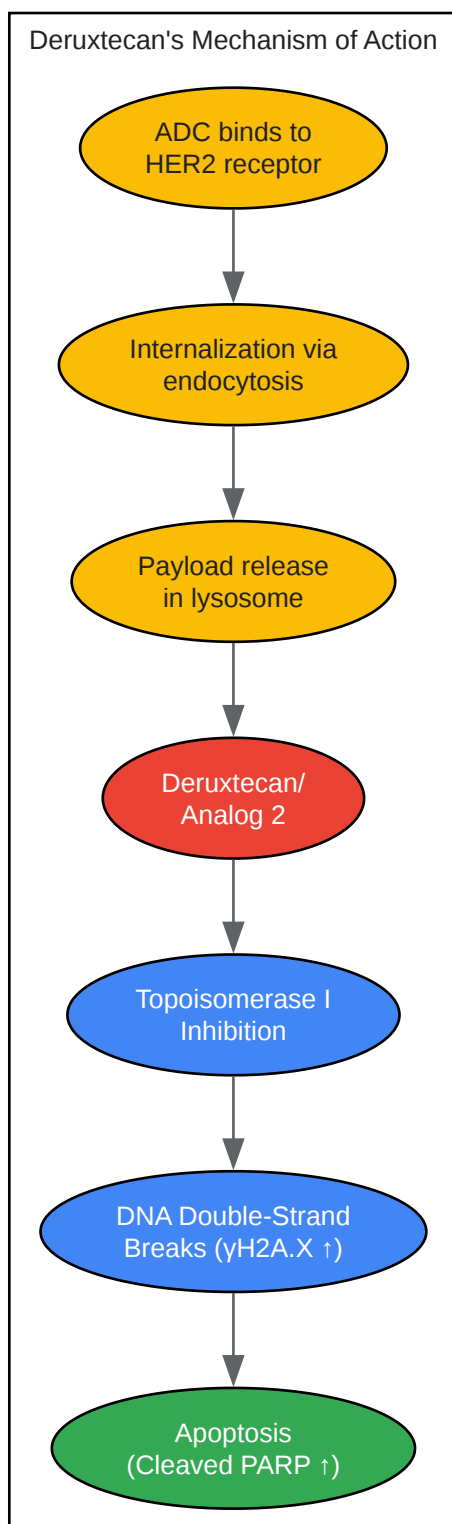 Deruxtecan's Mechanism of Action
ADC binds to
HER2 receptor
Internalization via
endocytosis
Payload release
in lysosome
Deruxtecan/
Analog 2
Topoisomerase I
Inhibition
DNA Double-Strand
Breaks (γH2A.X ↑)
Apoptosis
(Cleaved PARP ↑)